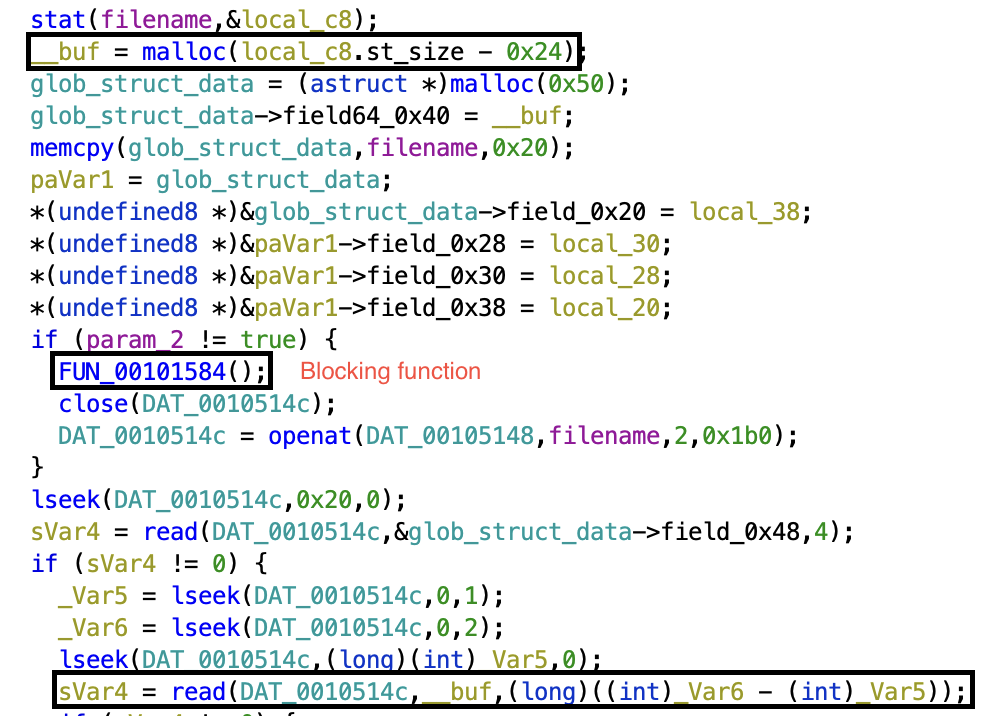 stat(filename,&local_c8);
__buf = malloc(local_c8.st_size - 0x24);
glob_struct_data = (astruct *)malloc(0x50);
glob_struct_data->field64_0x40 = __buf;
memcpy(glob_struct_data,filename,0x20);
paVar1 = glob_struct_data;
*(undefined8 *)&glob_struct_data->field_0x20 = local_38;
*(undefined8 *)&paVar1->field_0x28 = local_30;
*(undefined8 *)&paVar1->field_0x30 = local_28;
*(undefined8 *)&paVar1->field_0x38 = local_20;
if (param_2 != true) {
FUN_00101584(); Blocking function
close(DAT_0010514c);
DAT_0010514c = openat(DAT_00105148,filename,2,0x1b0);
}
lseek(DAT_0010514c,0x20,0);
sVar4 = read(DAT_0010514c,&glob_struct_data->field_0x48,4);
if (sVar4 != 0) {
_Var5 = lseek(DAT_0010514c,0,1);
_Var6 = lseek(DAT_0010514c,0,2);
lseek(DAT_0010514c,(long)(int)_Var5,0);
sVar4 = read(DAT_0010514c,__buf,(long)((int)_Var6 - (int)_Var5));